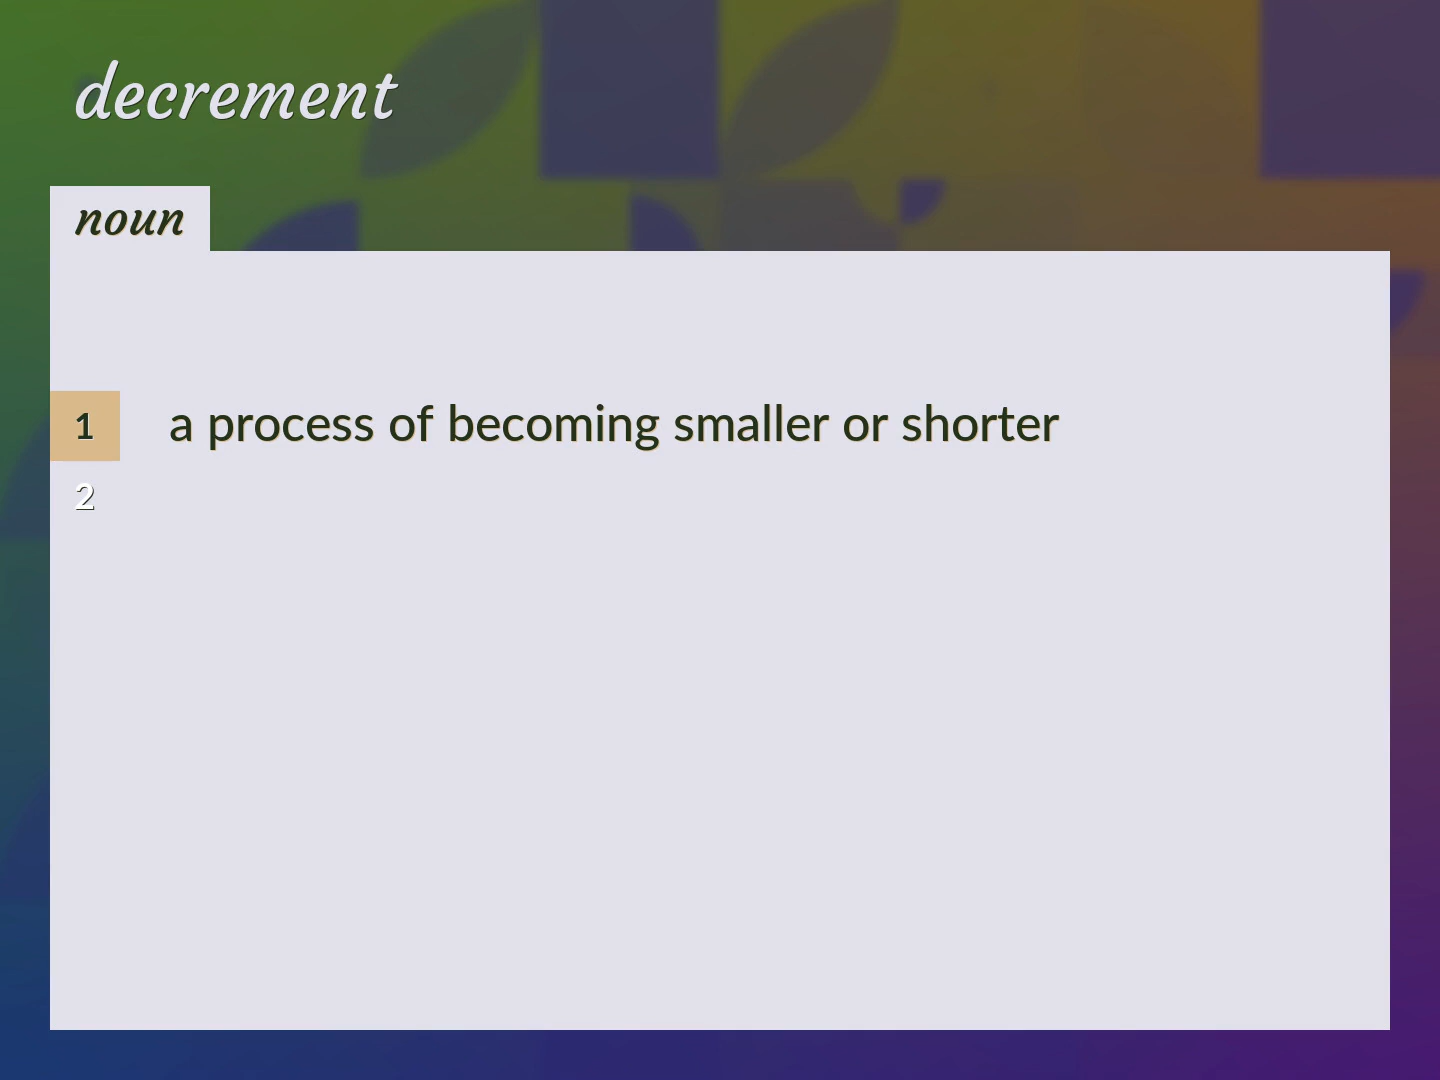 decrement
noun
1 a process of becoming smaller or shorter
2